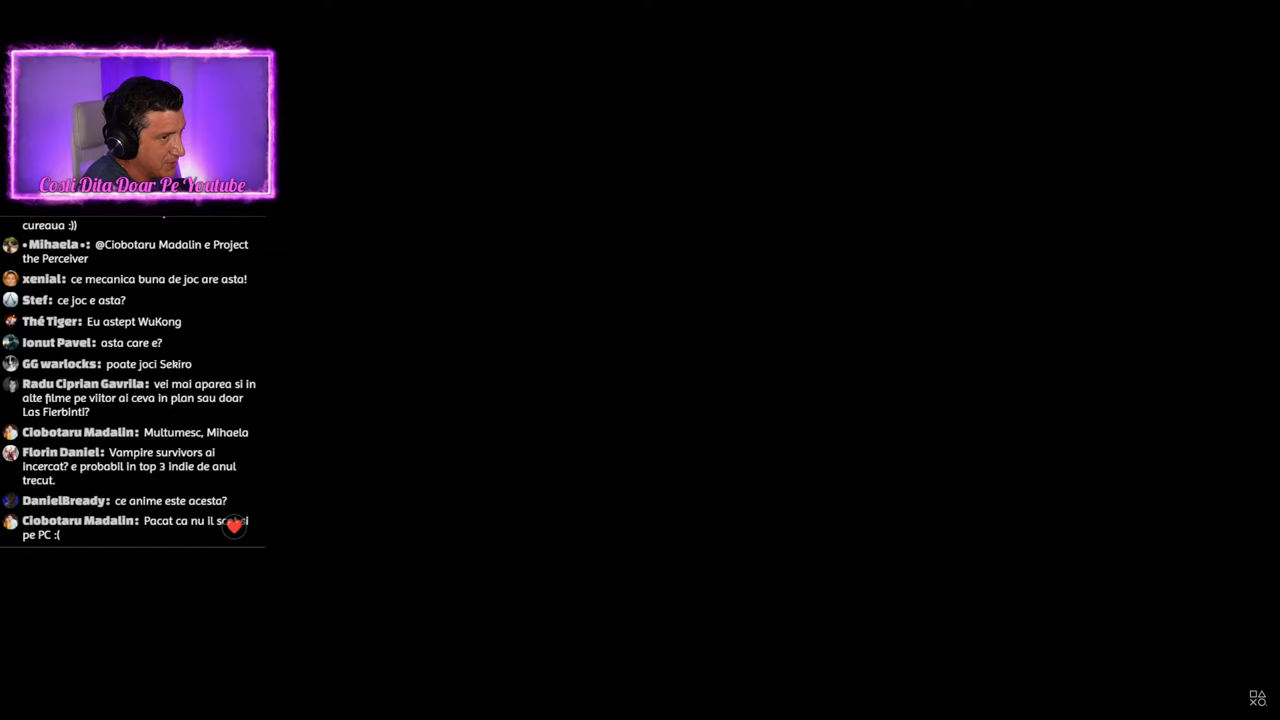 Costi Dita Doar Pe Youtube
cureaua :))
• Mihaela •: @Ciobotaru Madalin e Project
the Perceiver
xenial: ce mecanica buna de joc are asta!
Stef: ce joc e asta?
Thé Tiger: Eu astept WuKong
Ionut Pavel: asta care e?
GG warlocks: poate joci Sekiro
Radu Ciprian Gavrila: vei mai aparea si in
alte filme pe viitor ai ceva in plan sau doar
Las Fierbinti?
Ciobotaru Madalin: Multumesc, Mihaela
Florin Daniel: Vampire survivors ai
incercat? e probabil in top 3 indie de anul
trecut.
DanielBready: ce anime este acesta?
Ciobotaru Madalin: Pacat ca nu il
pe PC :(